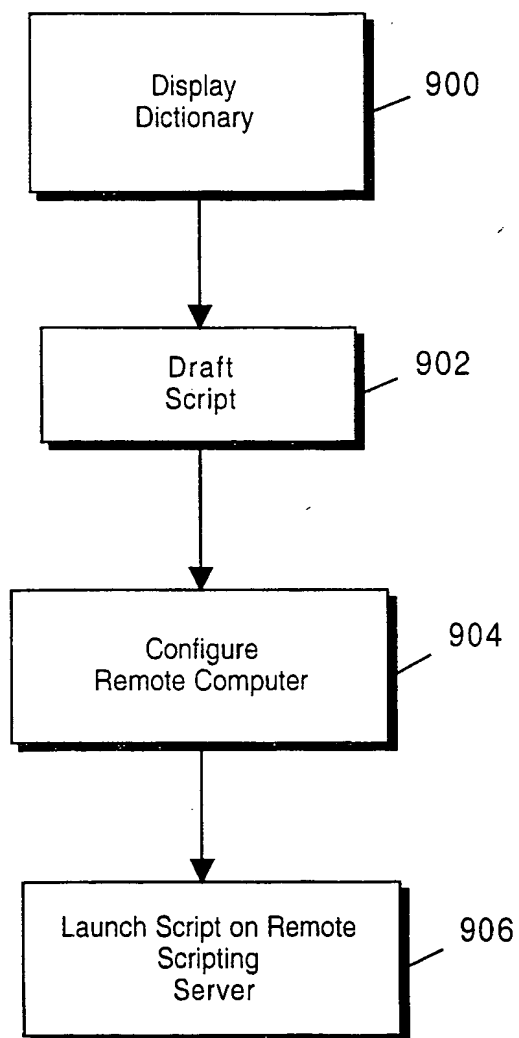 Display
Dictionary
900
Draft
Script
902
Configure
Remote Computer
904
Launch Script on Remote
Scripting
Server
906